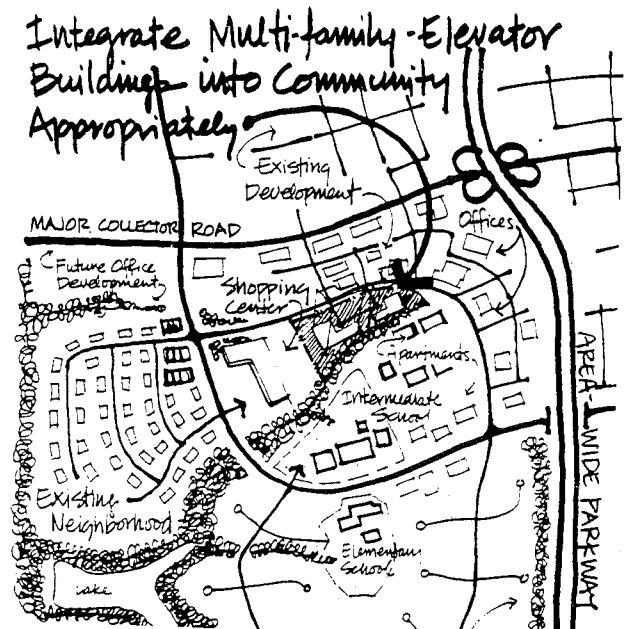 Integrate Multi-family-Elevator
Buildings into Community
Appropriately
Existing
Development
MAJOR COLLECTOR ROAD
Offices
Future Office
Development
Shopping
Center
Apartments
Intermediate
School
AREA-WIDE PARKWAY
Existing
Neighborhood
Elementary
School
Lake